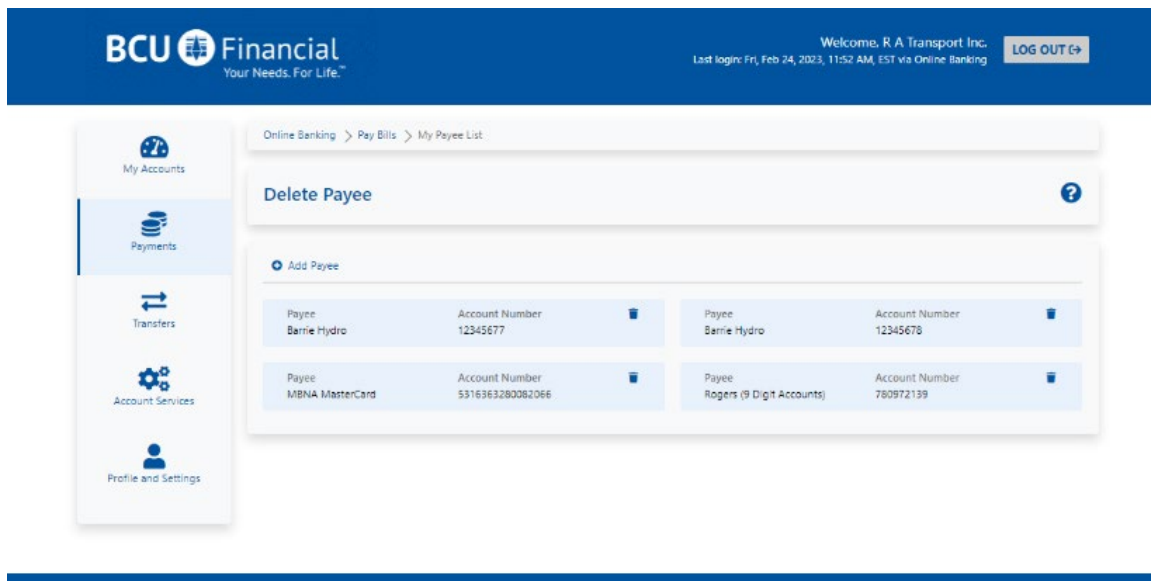 BCU Financial
Your Needs. For Life.™
Welcome, R A Transport Inc.
Last login: Fri, Feb 24, 2023, 11:52 AM, EST via Online Banking
LOG OUT
Online Banking > Pay Bills > My Payee List
My Accounts
Delete Payee
?
Payments
Add Payee
Transfers
Payee Account Number Payee Account Number
Barrie Hydro 12345677 Barrie Hydro 12345678
Account Services
Payee Account Number Payee Account Number
MBNA MasterCard 5316363280082066 Rogers (9 Digit Accounts) 780972139
Profile and Settings